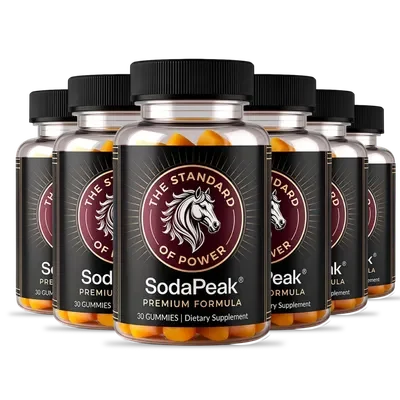 THE STANDARD
OF POWER
SodaPeak®
PREMIUM FORMULA
30 GUMMIES | Dietary Supplement